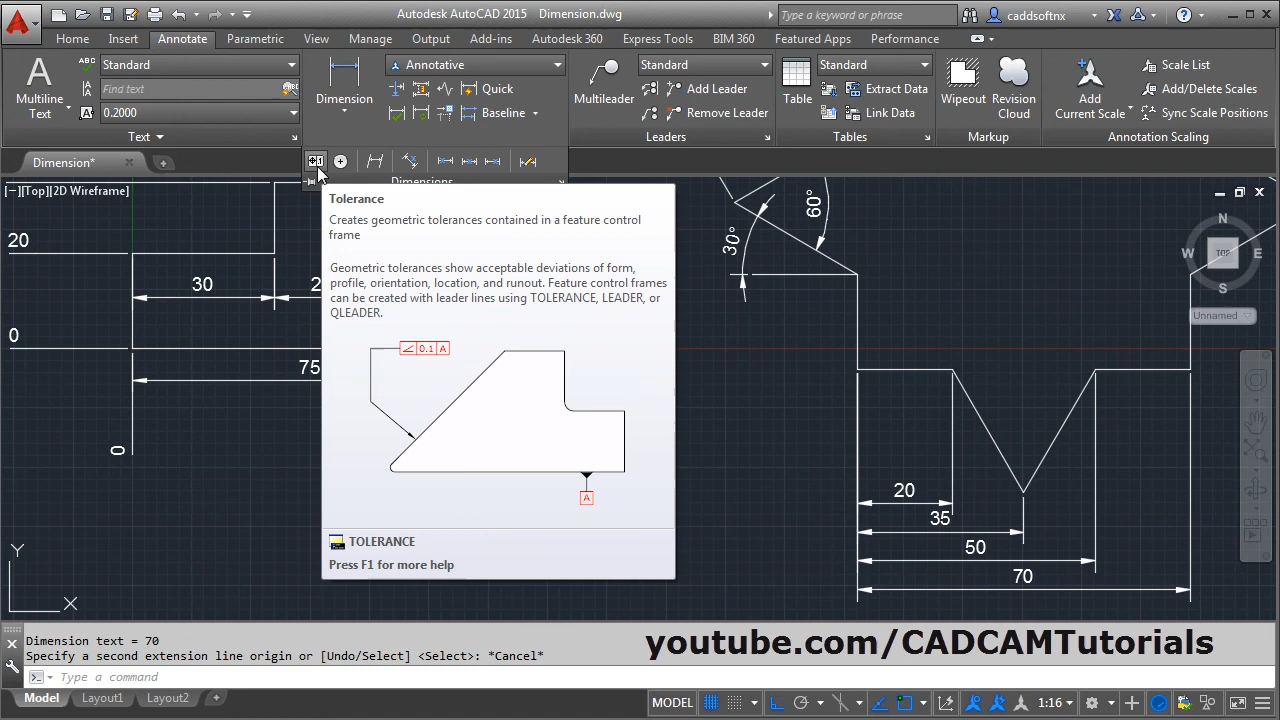 Autodesk AutoCAD 2015 Dimension.dwg
Type a keyword or phrase
caddsoftnx
Home Insert Annotate Parametric View Manage Output Add-ins Autodesk 360 Express Tools BIM 360 Featured Apps Performance
A Multiline Text
ABC Standard
Find text
0.2000
Text
Dimension
Annotative
Quick
Baseline
Dimensions
Multileader
Standard
Add Leader
Remove Leader
Leaders
Table
Standard
Extract Data
Link Data
Tables
Wipeout
Revision Cloud
Markup
Add Current Scale
Scale List
Add/Delete Scales
Sync Scale Positions
Annotation Scaling
Dimension*
[−][Top][2D Wireframe]
Tolerance
Creates geometric tolerances contained in a feature control
frame
Geometric tolerances show acceptable deviations of form,
profile, orientation, location, and runout. Feature control frames
can be created with leader lines using TOLERANCE, LEADER, or
QLEADER.
0.1 A
A
TOLERANCE
Press F1 for more help
20
30
0
75
0
Y
X
30°
60°
20
35
50
70
N
W TOP E
S
Unnamed
Dimension text = 70
Specify a second extension line origin or [Undo/Select] <Select>: *Cancel*
Type a command
youtube.com/CADCAMTutorials
Model Layout1 Layout2
MODEL
1:16